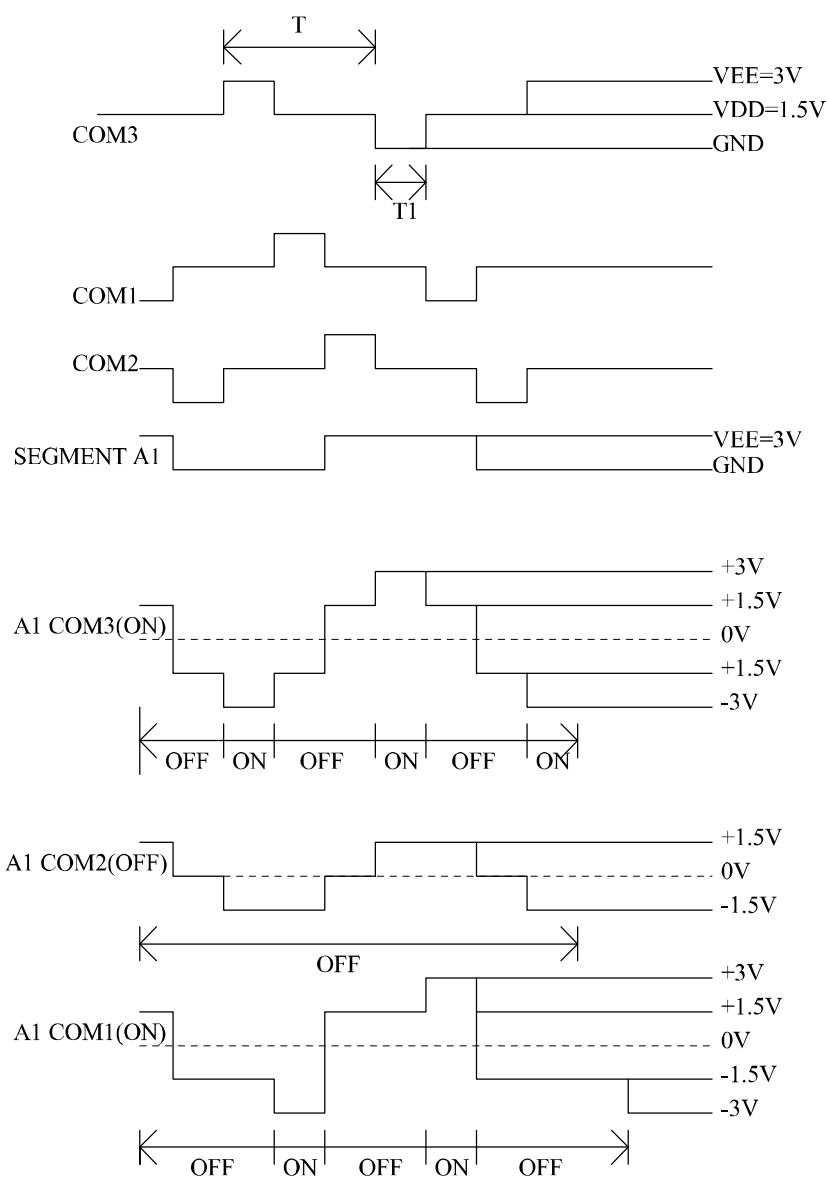 T
VEE=3V
VDD=1.5V
COM3
GND
T1
COM1
COM2
VEE=3V
SEGMENT A1
GND
+3V
+1.5V
A1 COM3(ON)
0V
+1.5V
-3V
OFF ON OFF ON OFF ON
+1.5V
A1 COM2(OFF)
0V
-1.5V
OFF
+3V
+1.5V
A1 COM1(ON)
0V
-1.5V
-3V
OFF ON OFF ON OFF